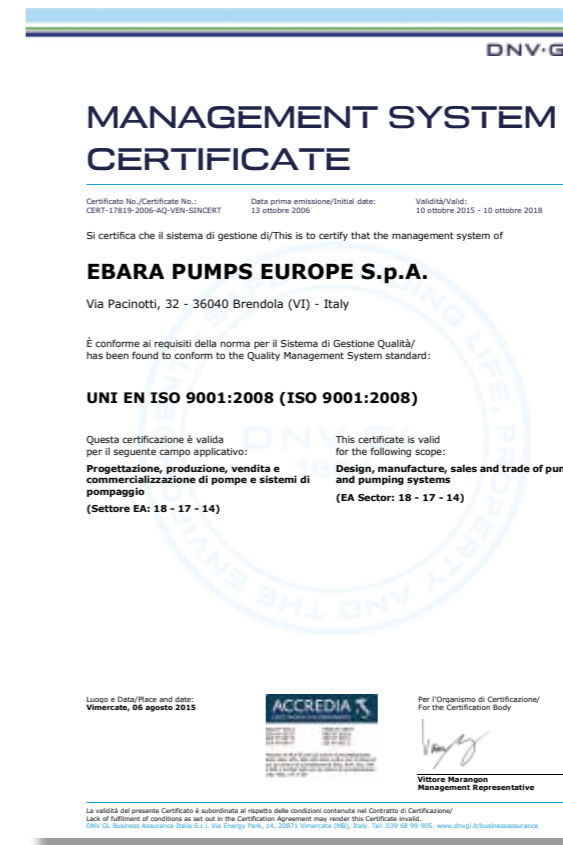 DNV·G
MANAGEMENT SYSTEM
CERTIFICATE
Certificato No./Certificate No.:
CERT-17819-2006-AQ-VEN-SINCERT
Data prima emissione/Initial date:
13 ottobre 2006
Validità/Valid:
10 ottobre 2015 - 10 ottobre 2018
Si certifica che il sistema di gestione di/This is to certify that the management system of
EBARA PUMPS EUROPE S.p.A.
Via Pacinotti, 32 - 36040 Brendola (VI) - Italy
È conforme ai requisiti della norma per il Sistema di Gestione Qualità/
has been found to conform to the Quality Management System standard:
UNI EN ISO 9001:2008 (ISO 9001:2008)
Questa certificazione è valida
per il seguente campo applicativo:
Progettazione, produzione, vendita e
commercializzazione di pompe e sistemi di
pompaggio
(Settore EA: 18 - 17 - 14)
This certificate is valid
for the following scope:
Design, manufacture, sales and trade of pum
and pumping systems
(EA Sector: 18 - 17 - 14)
DNV·GL
Luogo e Data/Place and date:
Vimercate, 06 agosto 2015
ACCREDIA
Per l'Organismo di Certificazione/
For the Certification Body
Vittore Marangon
Management Representative
La validità del presente Certificato è subordinata al rispetto delle condizioni contenute nel Contratto di Certificazione/
Lack of fulfilment of conditions as set out in the Certification Agreement may render this Certificate invalid.
DNV GL Business Assurance Italia S.r.l. Via Energy Park, 14, 20871 Vimercate (MB), Italy. Tel: 039 68 99 905. www.dnvgl.it/businessassurance